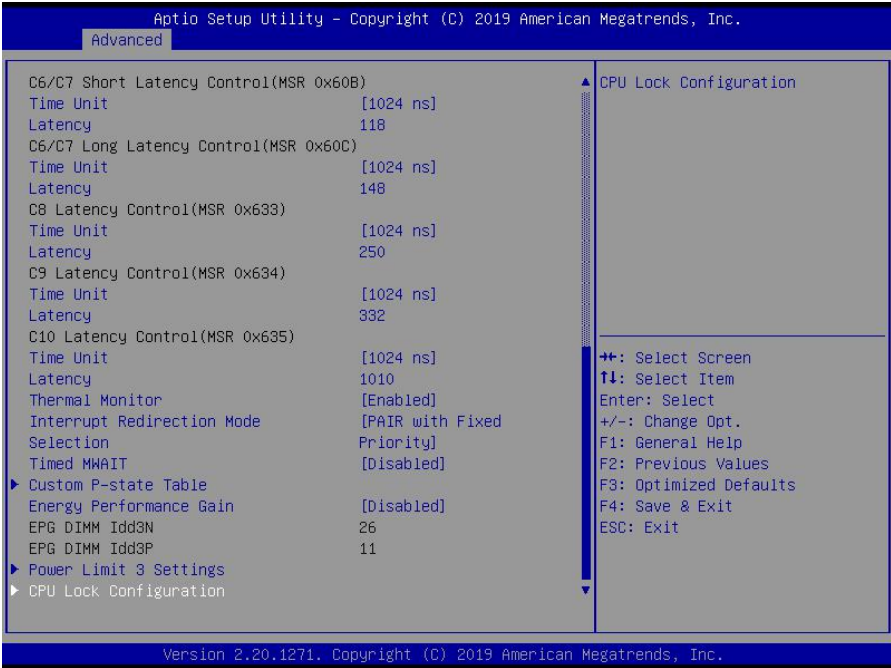 Aptio Setup Utility – Copyright (C) 2019 American Megatrends, Inc.
Advanced
C6/C7 Short Latency Control(MSR 0x60B)
Time Unit [1024 ns]
Latency 118
C6/C7 Long Latency Control(MSR 0x60C)
Time Unit [1024 ns]
Latency 148
C8 Latency Control(MSR 0x633)
Time Unit [1024 ns]
Latency 250
C9 Latency Control(MSR 0x634)
Time Unit [1024 ns]
Latency 332
C10 Latency Control(MSR 0x635)
Time Unit [1024 ns]
Latency 1010
Thermal Monitor [Enabled]
Interrupt Redirection Mode [PAIR with Fixed
Selection Priority]
Timed MWAIT [Disabled]
Custom P-state Table
Energy Performance Gain [Disabled]
EPG DIMM Idd3N 26
EPG DIMM Idd3P 11
Power Limit 3 Settings
CPU Lock Configuration
CPU Lock Configuration
→←: Select Screen
↑↓: Select Item
Enter: Select
+/-: Change Opt.
F1: General Help
F2: Previous Values
F3: Optimized Defaults
F4: Save & Exit
ESC: Exit
Version 2.20.1271. Copyright (C) 2019 American Megatrends, Inc.